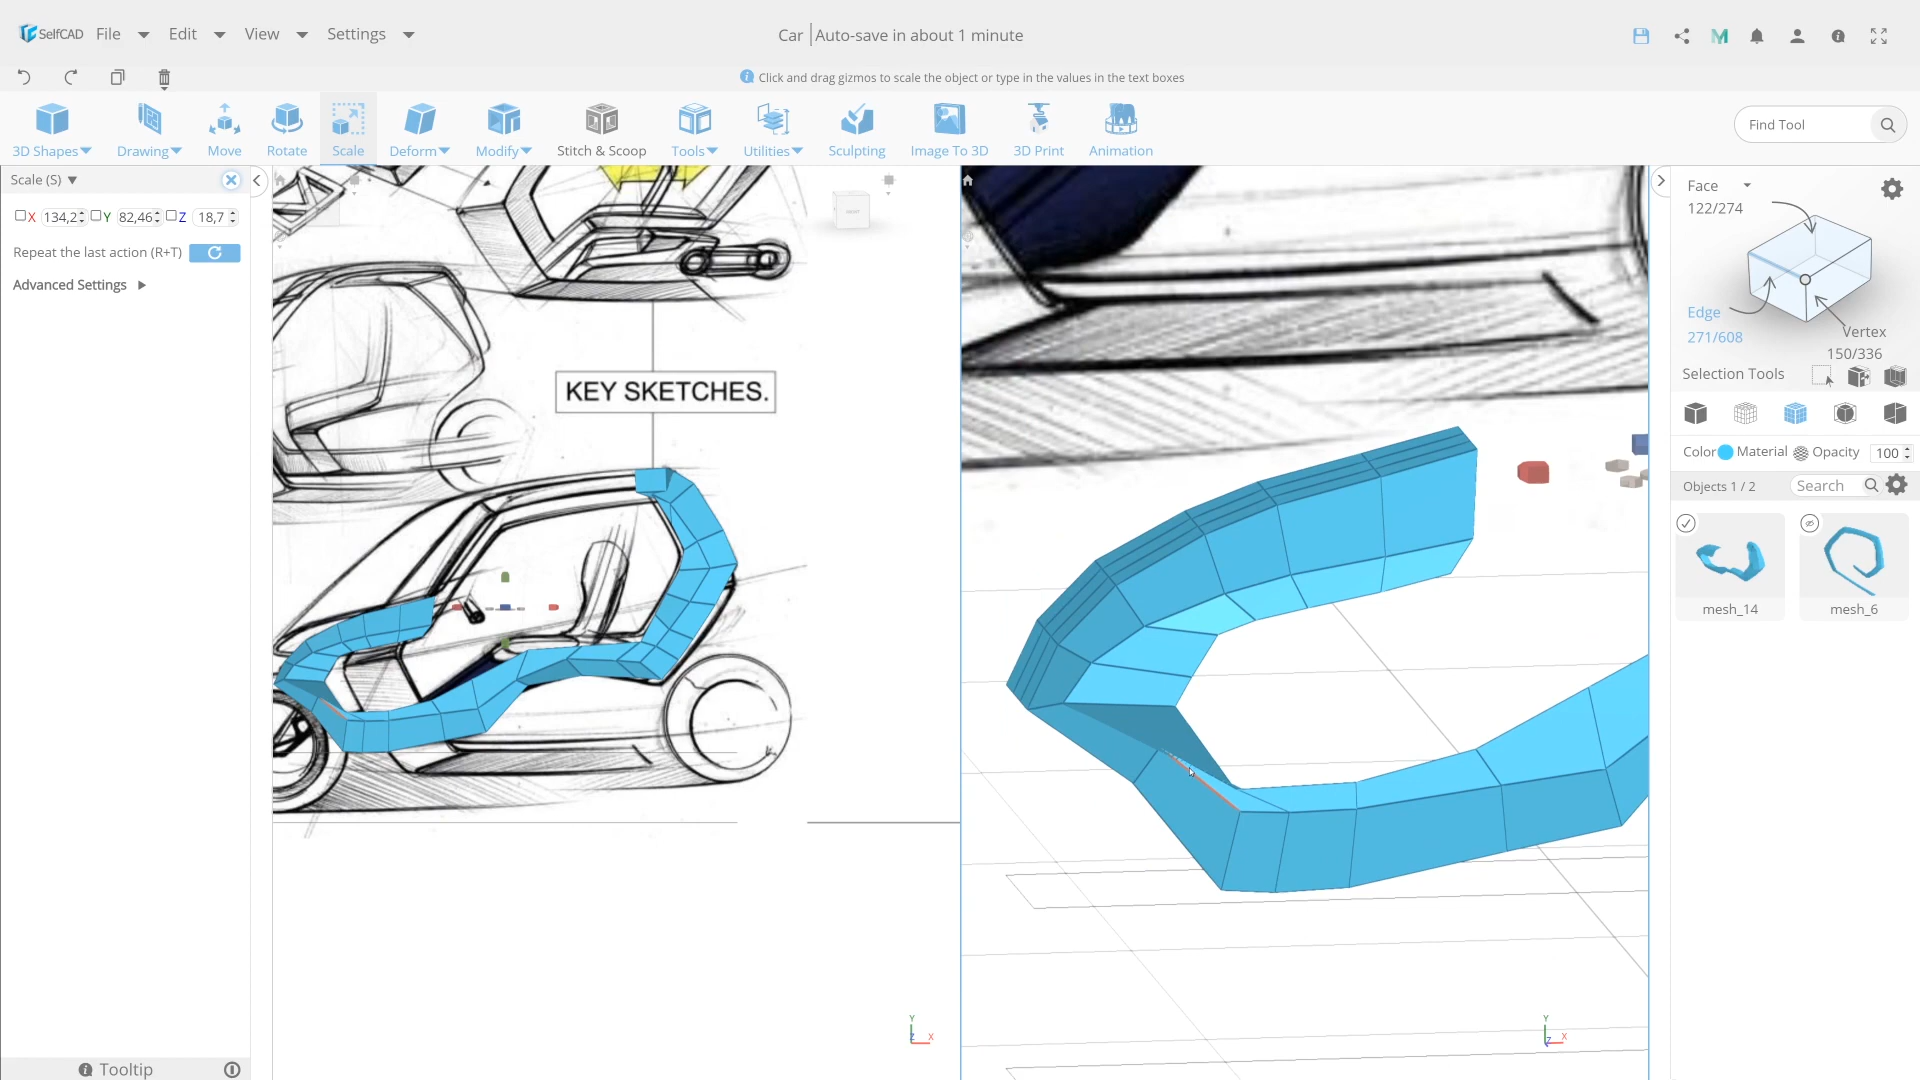 SelfCAD File Edit View Settings
Car Auto-save in about 1 minute
Click and drag gizmos to scale the object or type in the values in the text boxes
3D Shapes Drawing Move Rotate Scale Deform Modify Stitch & Scoop Tools Utilities Sculpting Image To 3D 3D Print Animation
Find Tool
Scale (S)
X 134,2 Y 82,46 Z 18,7
Repeat the last action (R+T)
Advanced Settings
KEY SKETCHES.
Y
Z X
Y
Z X
Face
122/274
Edge
271/608
Vertex
150/336
Selection Tools
Color Material Opacity 100
Objects 1 / 2 Search
mesh_14 mesh_6
Tooltip